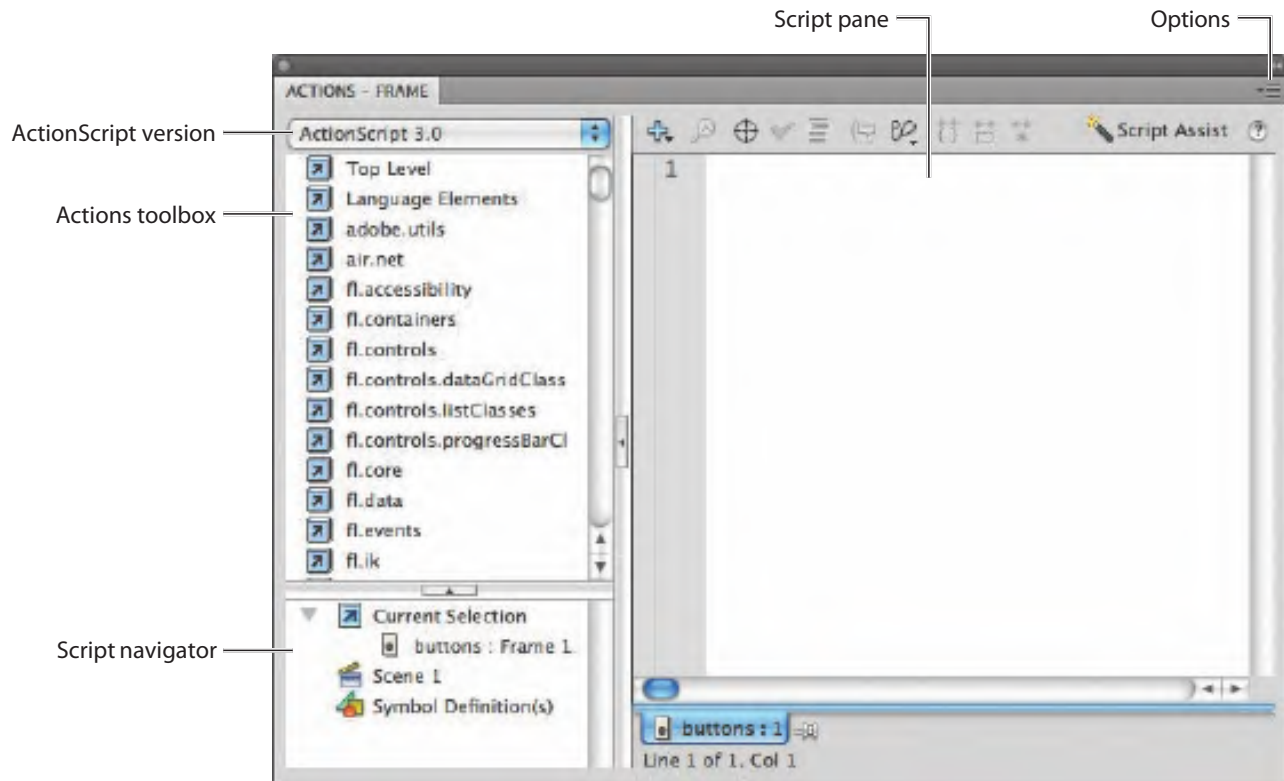 Script pane
Options
ACTIONS - FRAME
ActionScript version
ActionScript 3.0
Script Assist
Actions toolbox
Top Level
Language Elements
adobe.utils
air.net
fl.accessibility
fl.containers
fl.controls
fl.controls.dataGridClass
fl.controls.listClasses
fl.controls.progressBarCl
fl.core
fl.data
fl.events
fl.ik
1
Script navigator
Current Selection
buttons : Frame 1
Scene 1
Symbol Definition(s)
buttons : 1
Line 1 of 1, Col 1